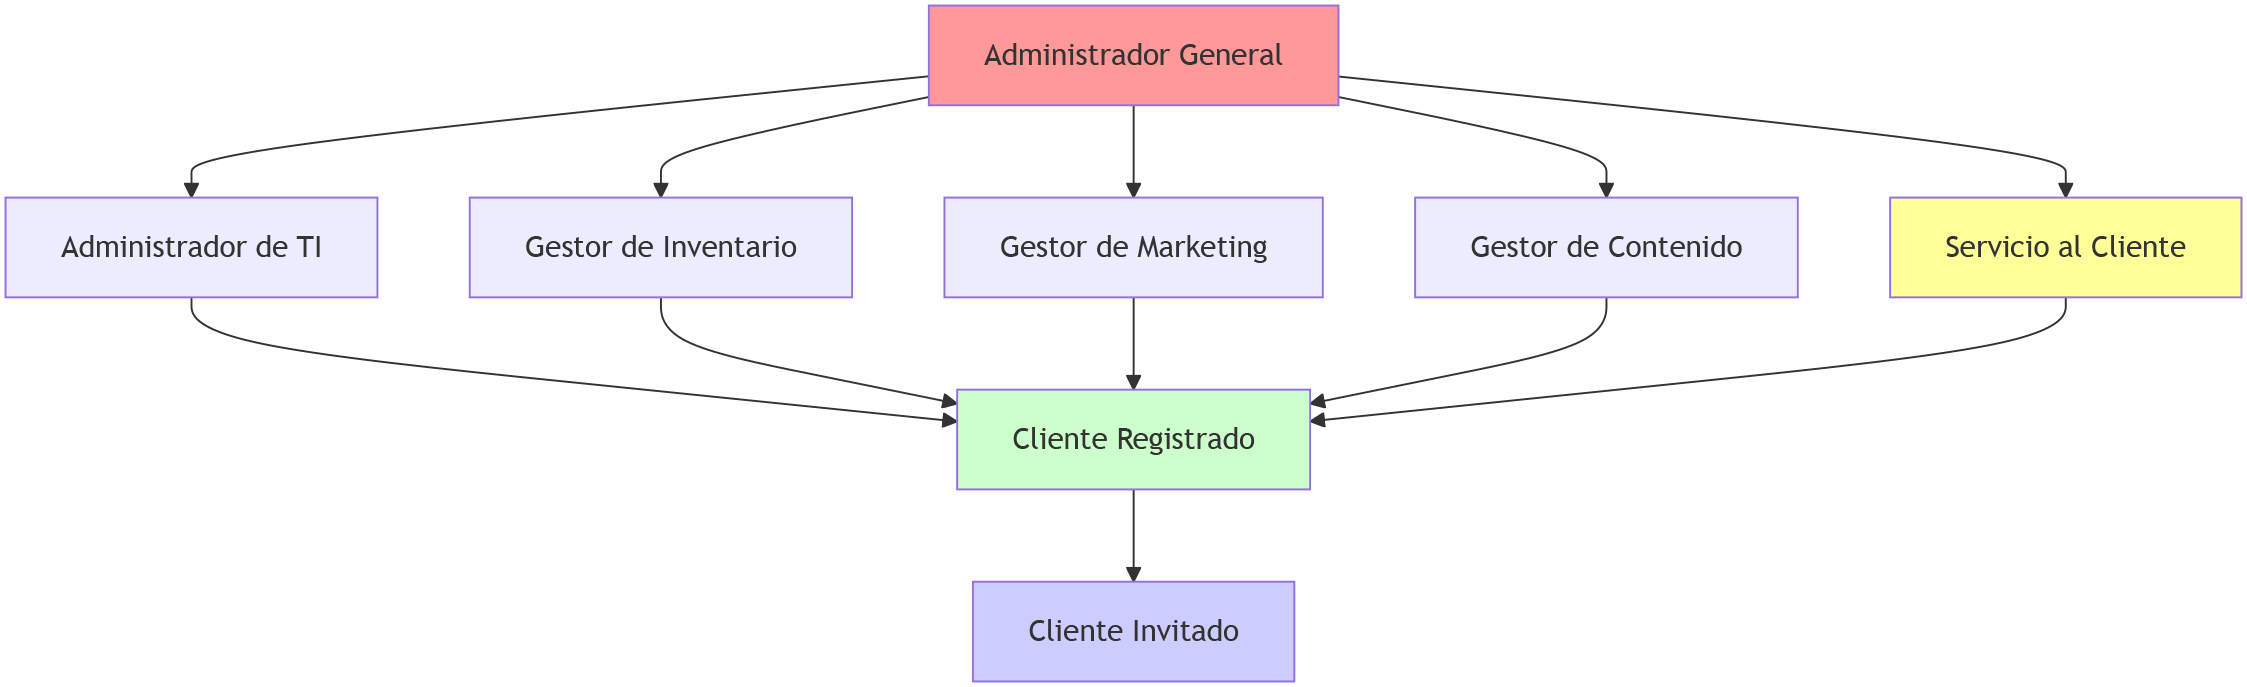 Administrador General
Administrador de TI
Gestor de Inventario
Gestor de Marketing
Gestor de Contenido
Servicio al Cliente
Cliente Registrado
Cliente Invitado